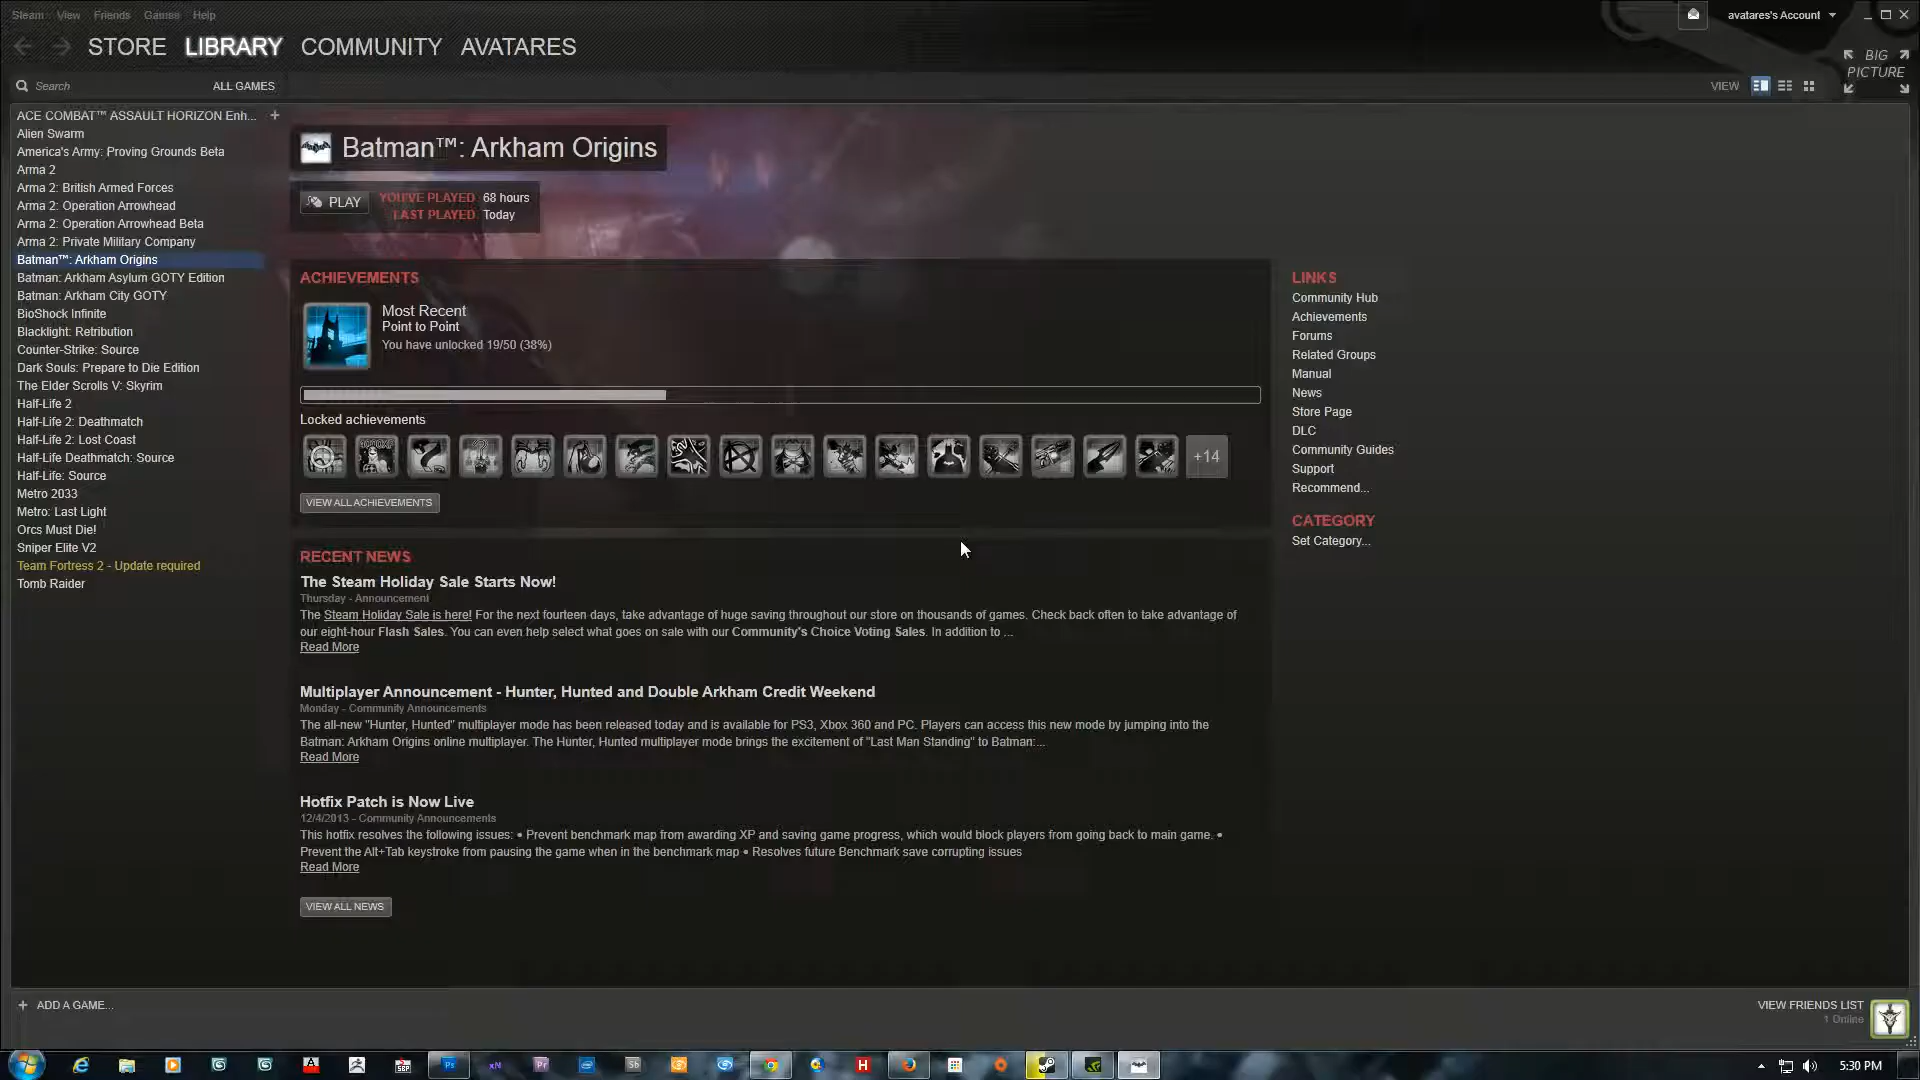 Steam View Friends Games Help
avatares's Account
STORE LIBRARY COMMUNITY AVATARES
BIG PICTURE
Search ALL GAMES
VIEW
ACE COMBAT™ ASSAULT HORIZON Enh...
Alien Swarm
America's Army: Proving Grounds Beta
Arma 2
Arma 2: British Armed Forces
Arma 2: Operation Arrowhead
Arma 2: Operation Arrowhead Beta
Arma 2: Private Military Company
Batman™: Arkham Origins
Batman: Arkham Asylum GOTY Edition
Batman: Arkham City GOTY
BioShock Infinite
Blacklight: Retribution
Counter-Strike: Source
Dark Souls: Prepare to Die Edition
The Elder Scrolls V: Skyrim
Half-Life 2
Half-Life 2: Deathmatch
Half-Life 2: Lost Coast
Half-Life Deathmatch: Source
Half-Life: Source
Metro 2033
Metro: Last Light
Orcs Must Die!
Sniper Elite V2
Team Fortress 2 - Update required
Tomb Raider
Batman™: Arkham Origins
PLAY
YOU'VE PLAYED 68 hours
LAST PLAYED Today
ACHIEVEMENTS
Most Recent
Point to Point
You have unlocked 19/50 (38%)
Locked achievements
+14
VIEW ALL ACHIEVEMENTS
RECENT NEWS
The Steam Holiday Sale Starts Now!
Thursday - Announcement
The Steam Holiday Sale is here! For the next fourteen days, take advantage of huge saving throughout our store on thousands of games. Check back often to take advantage of
our eight-hour Flash Sales. You can even help select what goes on sale with our Community's Choice Voting Sales. In addition to ...
Read More
Multiplayer Announcement - Hunter, Hunted and Double Arkham Credit Weekend
Monday - Community Announcements
The all-new "Hunter, Hunted" multiplayer mode has been released today and is available for PS3, Xbox 360 and PC. Players can access this new mode by jumping into the
Batman: Arkham Origins online multiplayer. The Hunter, Hunted multiplayer mode brings the excitement of "Last Man Standing" to Batman:...
Read More
Hotfix Patch is Now Live
12/4/2013 - Community Announcements
This hotfix resolves the following issues: • Prevent benchmark map from awarding XP and saving game progress, which would block players from going back to main game. •
Prevent the Alt+Tab keystroke from pausing the game when in the benchmark map • Resolves future Benchmark save corrupting issues
Read More
VIEW ALL NEWS
LINKS
Community Hub
Achievements
Forums
Related Groups
Manual
News
Store Page
DLC
Community Guides
Support
Recommend...
CATEGORY
Set Category...
+ ADD A GAME...
VIEW FRIENDS LIST
1 Online
5:30 PM